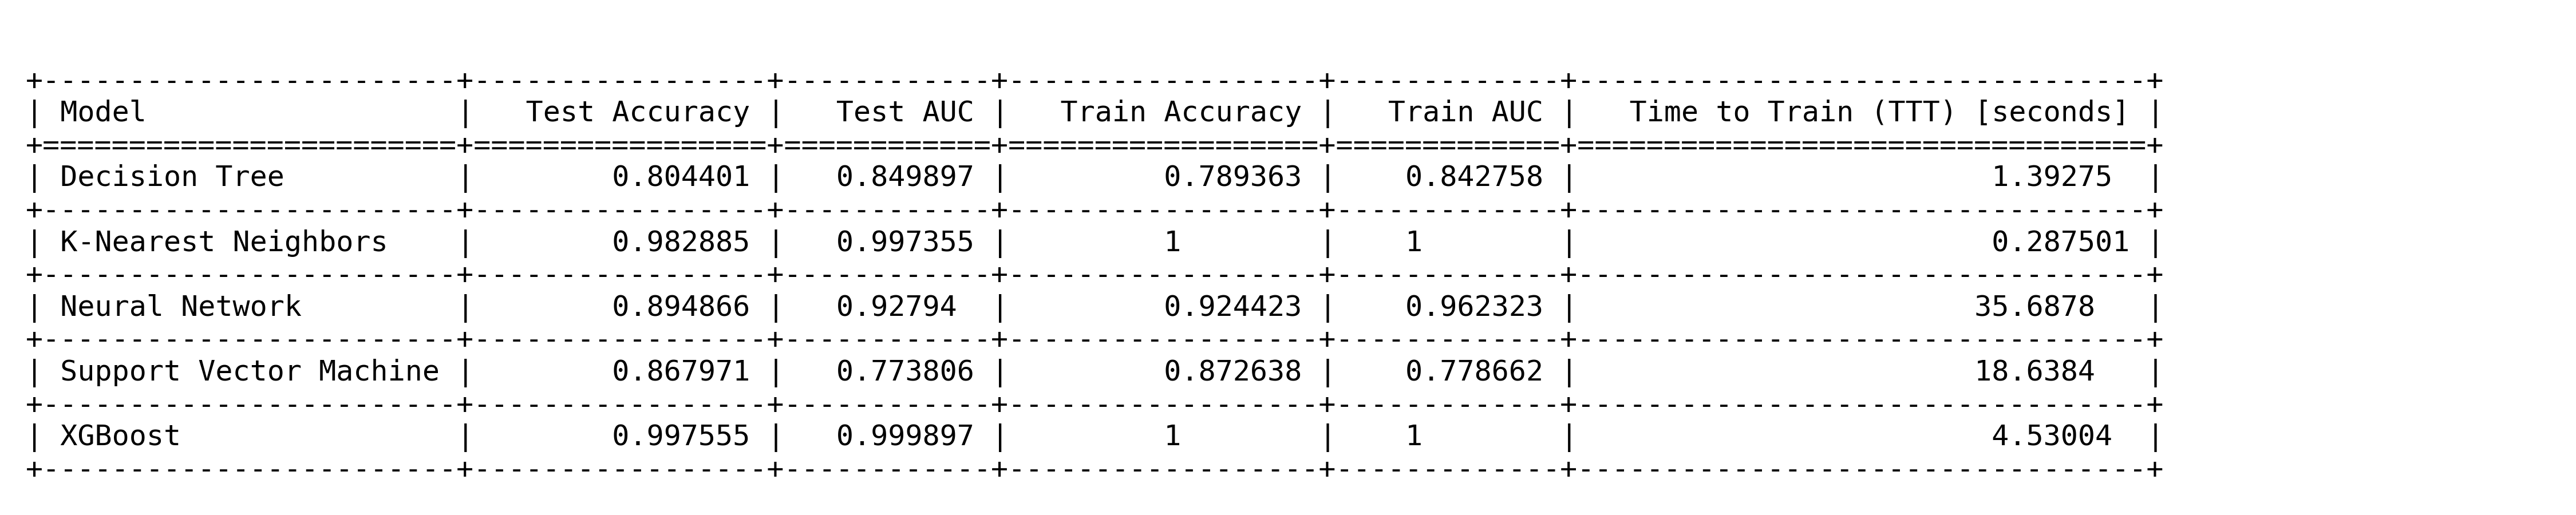 +------------------------+-----------------+------------+------------------+-------------+---------------------------------+
| Model                  |   Test Accuracy |   Test AUC |   Train Accuracy |   Train AUC |   Time to Train (TTT) [seconds] |
+========================+=================+============+==================+=============+=================================+
| Decision Tree          |        0.804401 |   0.849897 |         0.789363 |    0.842758 |                        1.39275  |
+------------------------+-----------------+------------+------------------+-------------+---------------------------------+
| K-Nearest Neighbors    |        0.982885 |   0.997355 |         1        |    1        |                        0.287501 |
+------------------------+-----------------+------------+------------------+-------------+---------------------------------+
| Neural Network         |        0.894866 |   0.92794  |         0.924423 |    0.962323 |                       35.6878   |
+------------------------+-----------------+------------+------------------+-------------+---------------------------------+
| Support Vector Machine |        0.867971 |   0.773806 |         0.872638 |    0.778662 |                       18.6384   |
+------------------------+-----------------+------------+------------------+-------------+---------------------------------+
| XGBoost                |        0.997555 |   0.999897 |         1        |    1        |                        4.53004  |
+------------------------+-----------------+------------+------------------+-------------+---------------------------------+